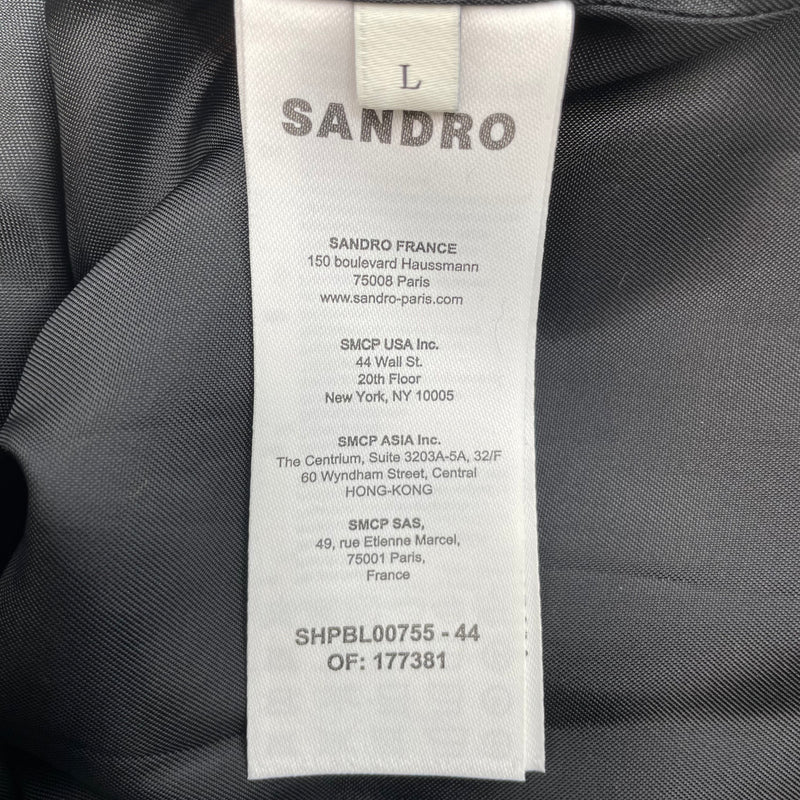 L
SANDRO
SANDRO FRANCE
150 boulevard Haussmann
75008 Paris
www.sandro-paris.com
SMCP USA Inc.
44 Wall St.
20th Floor
New York, NY 10005
SMCP ASIA Inc.
The Centrium, Suite 3203A-5A, 32/F
60 Wyndham Street, Central
HONG-KONG
SMCP SAS,
49, rue Etienne Marcel,
75001 Paris,
France
SHPBL00755 - 44
OF: 177381